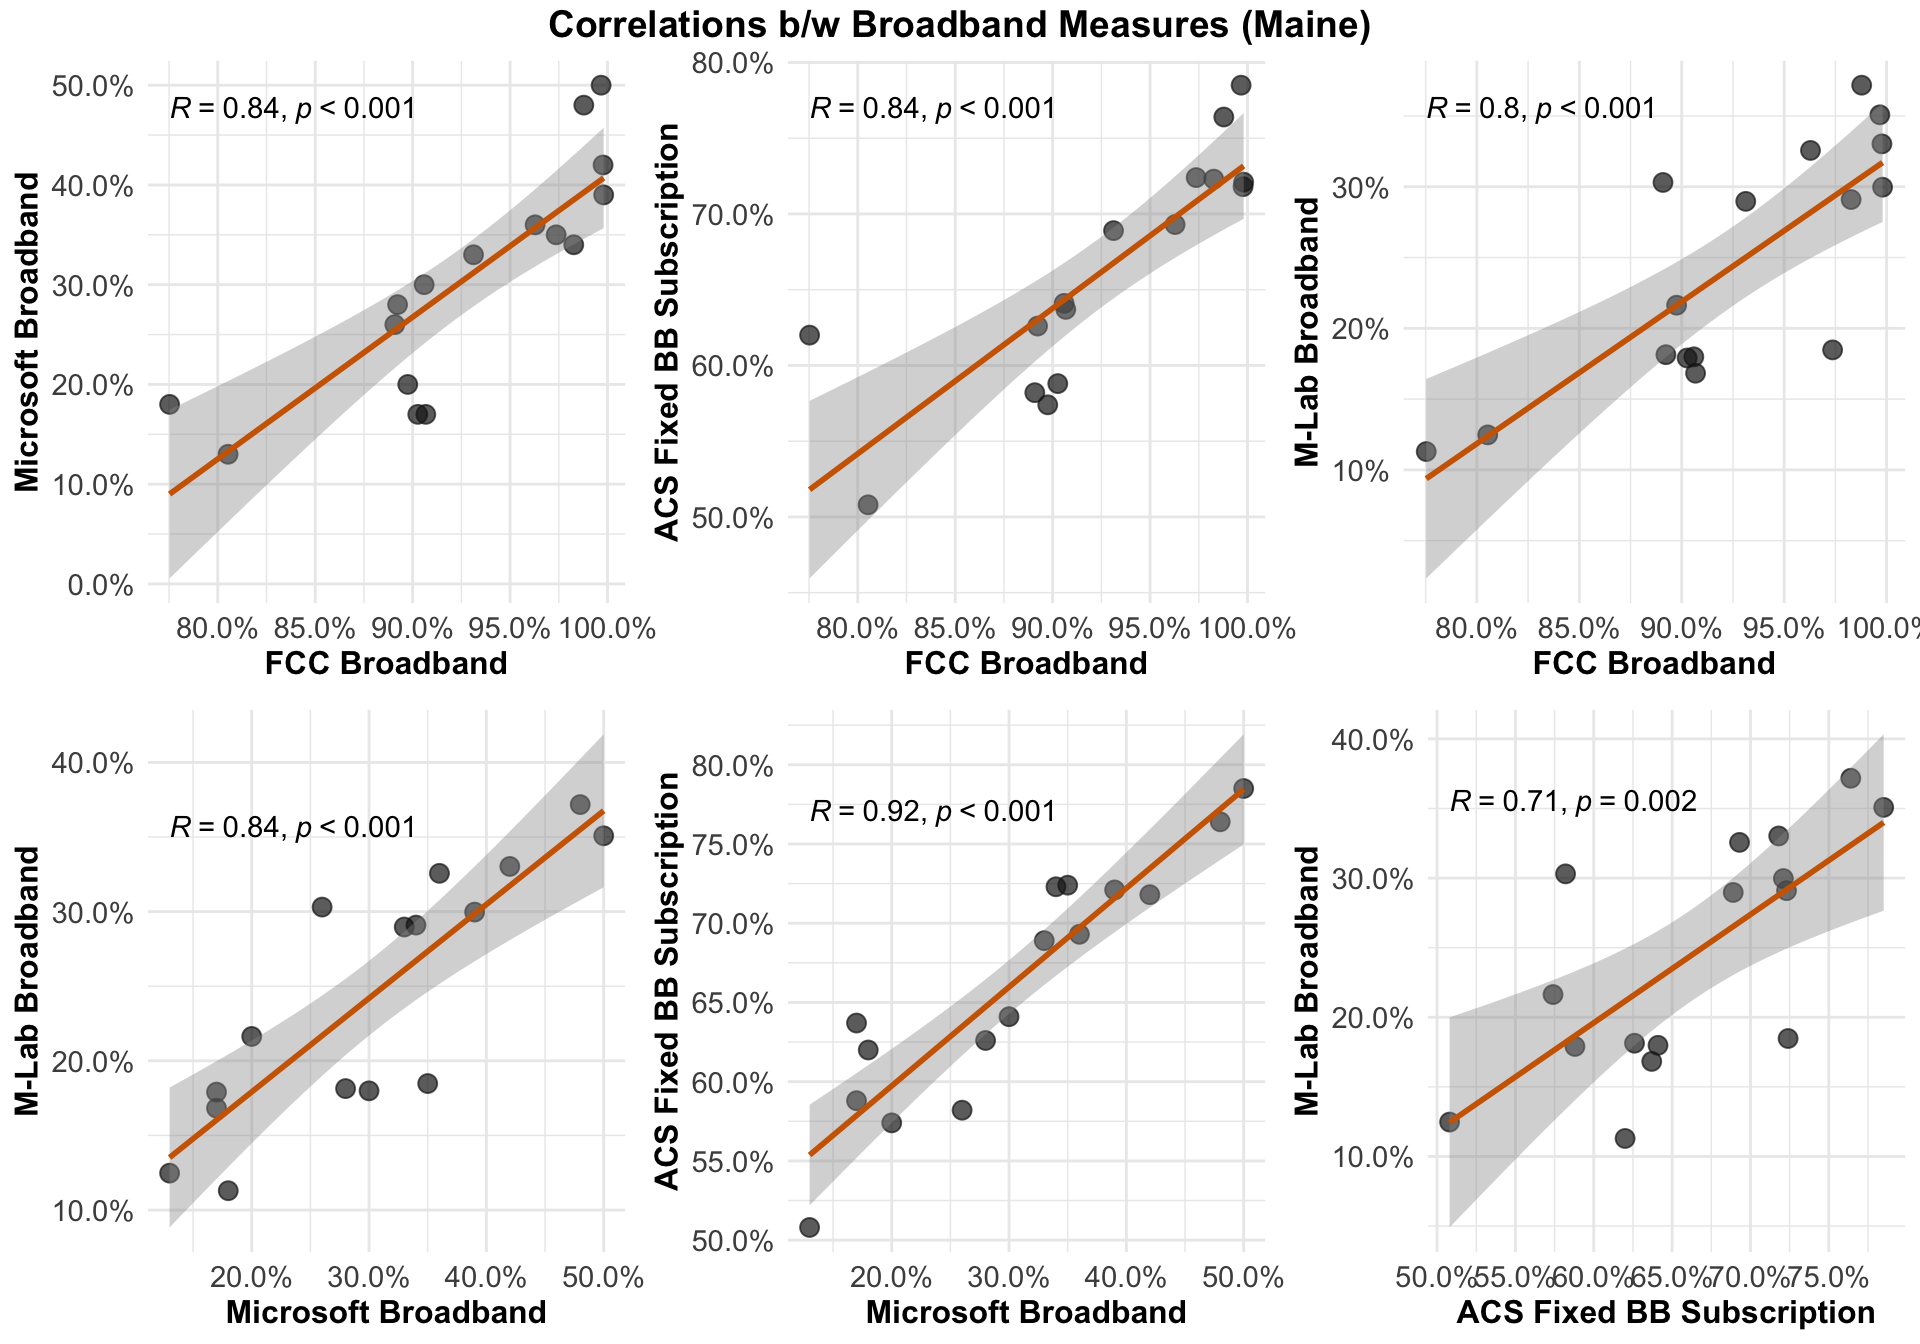 Correlations b/w Broadband Measures (Maine)
Microsoft Broadband
50.0%
40.0%
30.0%
20.0%
10.0%
0.0%
R = 0.84, p < 0.001
80.0% 85.0% 90.0% 95.0% 100.0%
FCC Broadband
ACS Fixed BB Subscription
80.0%
70.0%
60.0%
50.0%
R = 0.84, p < 0.001
80.0% 85.0% 90.0% 95.0% 100.0%
FCC Broadband
M-Lab Broadband
30%
20%
10%
R = 0.8, p < 0.001
80.0% 85.0% 90.0% 95.0% 100.0%
FCC Broadband
M-Lab Broadband
40.0%
30.0%
20.0%
10.0%
R = 0.84, p < 0.001
20.0% 30.0% 40.0% 50.0%
Microsoft Broadband
ACS Fixed BB Subscription
80.0%
75.0%
70.0%
65.0%
60.0%
55.0%
50.0%
R = 0.92, p < 0.001
20.0% 30.0% 40.0% 50.0%
Microsoft Broadband
M-Lab Broadband
40.0%
30.0%
20.0%
10.0%
R = 0.71, p = 0.002
50.0% 55.0% 60.0% 65.0% 70.0% 75.0%
ACS Fixed BB Subscription